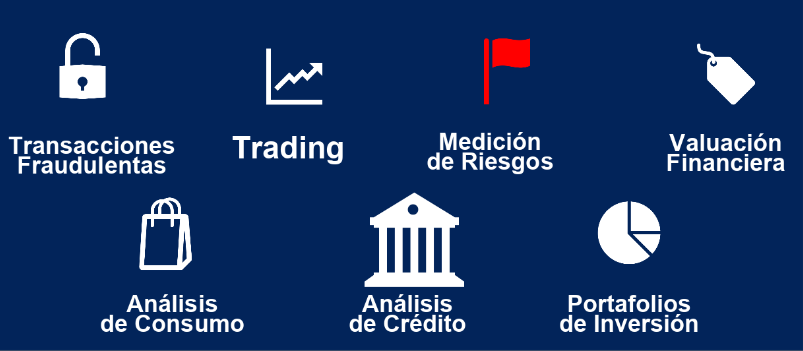 Transacciones
Fraudulentas
Trading
Medición
de Riesgos
Valuación
Financiera
Análisis
de Consumo
Análisis
de Crédito
Portafolios
de Inversión